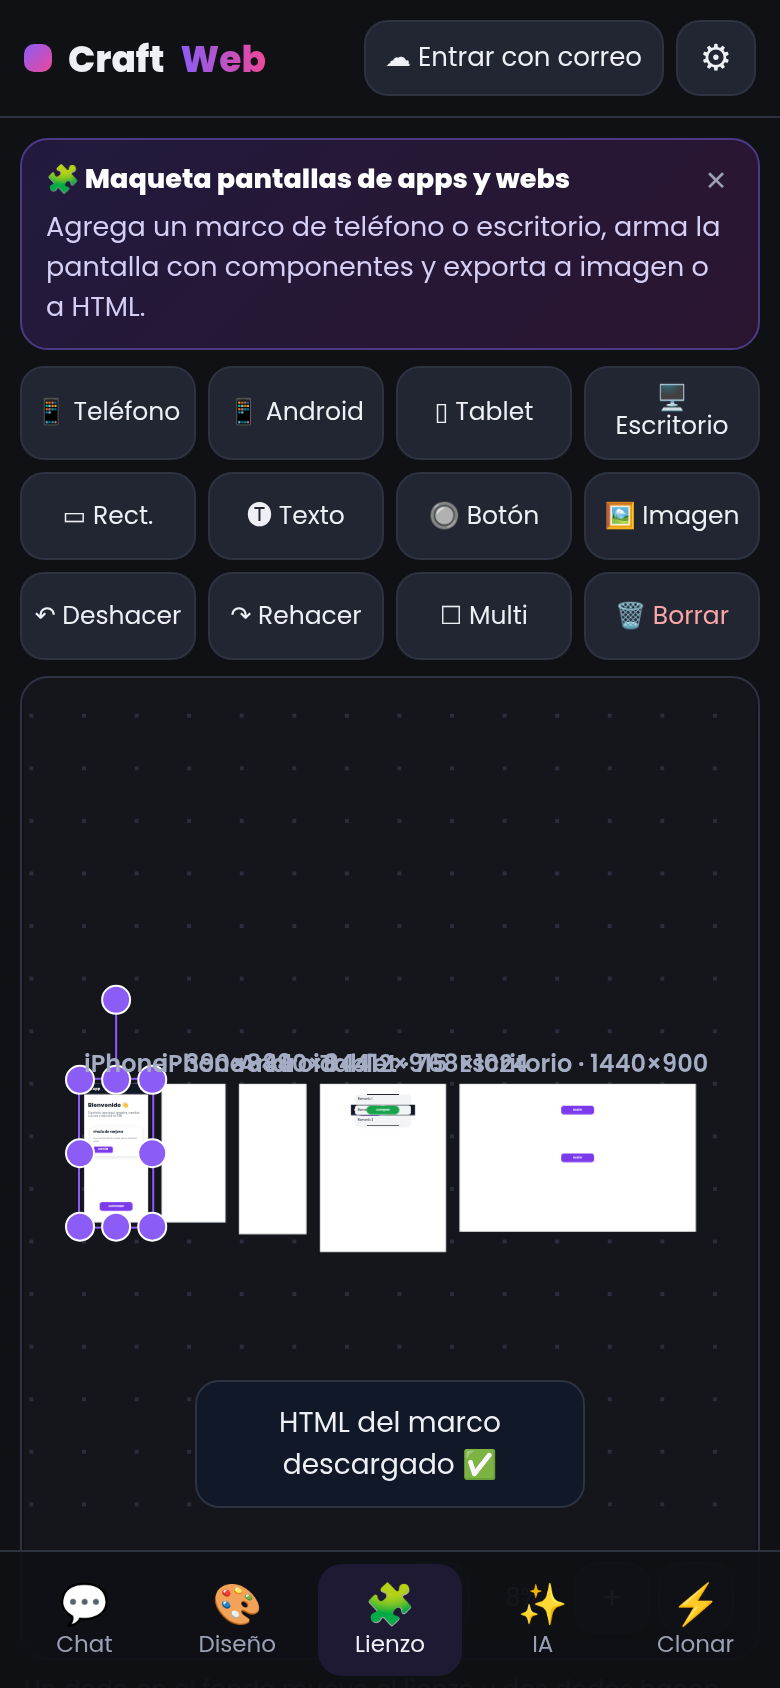 Craft Web
☁ Entrar con correo
⚙
🧩 Maqueta pantallas de apps y webs
✕
Agrega un marco de teléfono o escritorio, arma la
pantalla con componentes y exporta a imagen o
a HTML.
📱 Teléfono
📱 Android
▯ Tablet
🖥️
Escritorio
▭ Rect.
🅣 Texto
🔘 Botón
🖼️ Imagen
↶ Deshacer
↷ Rehacer
☐ Multi
🗑️ Borrar
Escritorio · 1440×900
Bienvenido 👋
HTML del marco
descargado ✅
💬
Chat
🎨
Diseño
🧩
Lienzo
✨
IA
⚡
Clonar